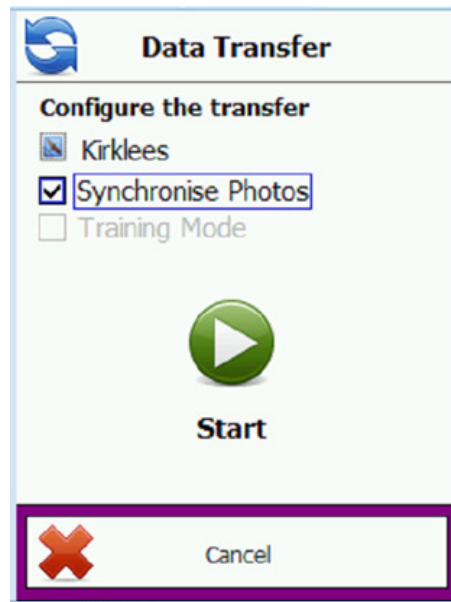 Data Transfer
Configure the transfer
Kirklees
Synchronise Photos
Training Mode
Start
Cancel